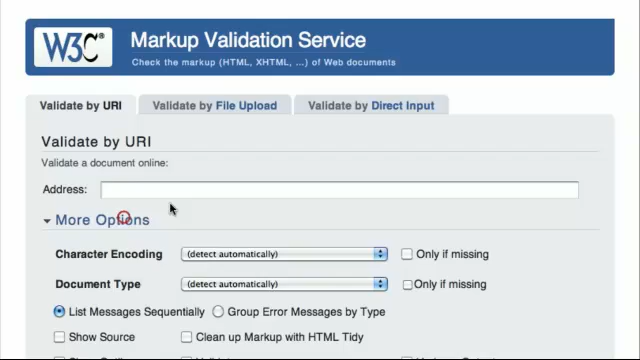 W3C® Markup Validation Service
Check the markup (HTML, XHTML, ...) of Web documents
Validate by URI Validate by File Upload Validate by Direct Input
Validate by URI
Validate a document online:
Address:
More Options
Character Encoding (detect automatically) Only if missing
Document Type (detect automatically) Only if missing
List Messages Sequentially Group Error Messages by Type
Show Source Clean up Markup with HTML Tidy